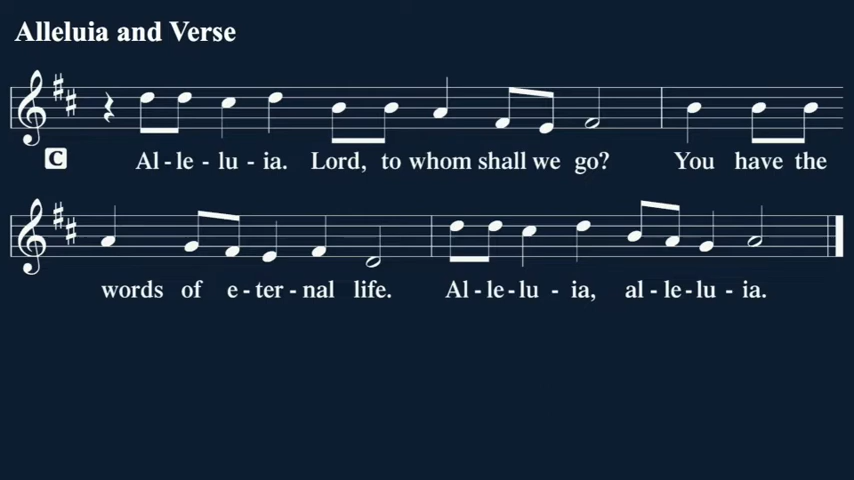 Alleluia and Verse
C Al - le - lu - ia. Lord, to whom shall we go? You have the
words of e - ter - nal life. Al - le - lu - ia, al - le - lu - ia.